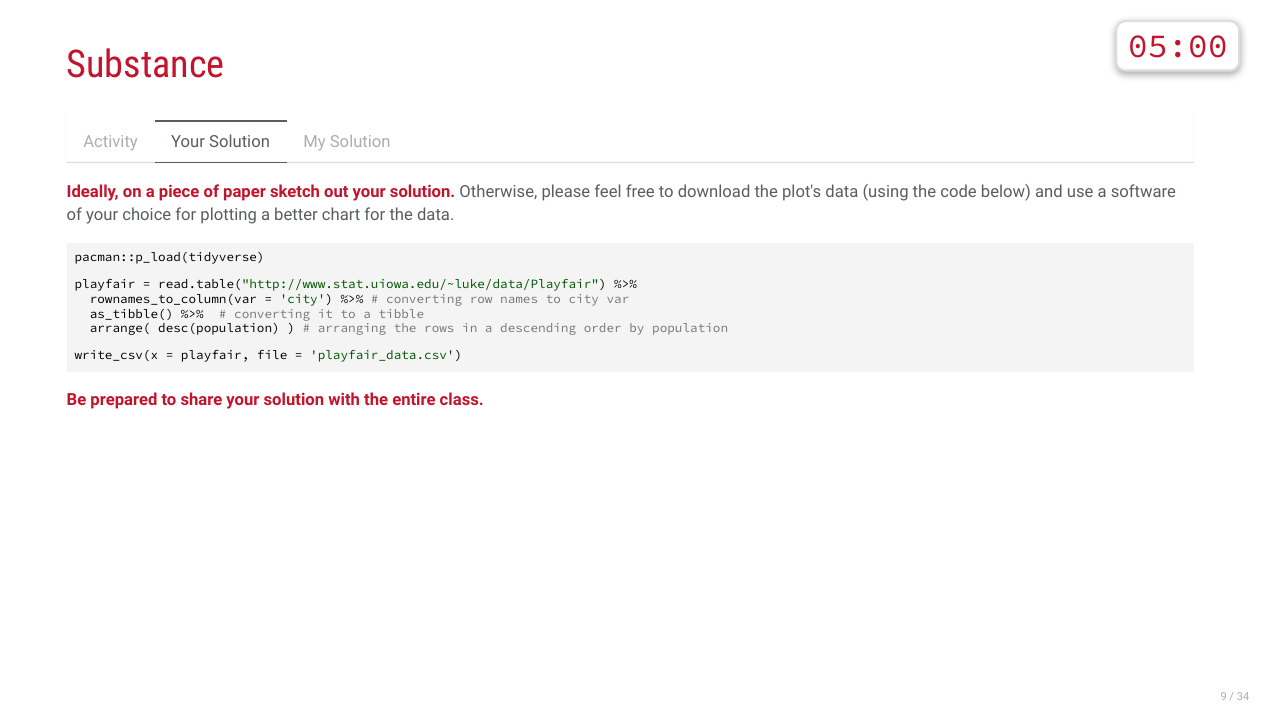 Substance
05:00
Activity
Your Solution
My Solution
Ideally, on a piece of paper sketch out your solution. Otherwise, please feel free to download the plot's data (using the code below) and use a software
of your choice for plotting a better chart for the data.
pacman::p_load(tidyverse)
playfair = read.table("http://www.stat.uiowa.edu/~luke/data/Playfair") %>%
  rownames_to_column(var = 'city') %>% # converting row names to city var
  as_tibble() %>%  # converting it to a tibble
  arrange( desc(population) ) # arranging the rows in a descending order by population
write_csv(x = playfair, file = 'playfair_data.csv')
Be prepared to share your solution with the entire class.
9 / 34